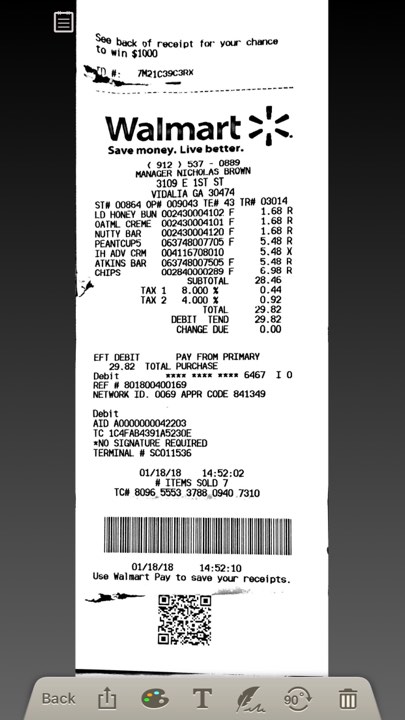 See back of receipt for your chance
to win $1000
ID #: 7M21C39C3RX
Walmart
Save money. Live better.
( 912 ) 537 - 0889
MANAGER NICHOLAS BROWN
3109 E 1ST ST
VIDALIA GA 30474
ST# 00864 OP# 009043 TE# 43 TR# 03014
LD HONEY BUN 002430004102 F 1.68 R
OATML CREME 002430004101 F 1.68 R
NUTTY BAR 002430004120 F 1.68 R
PEANTCUPS 063748007705 F 5.48 R
IH ADV CRM 004116708010 5.48 X
ATKINS BAR 063748007505 F 5.48 R
CHIPS 002840000289 F 6.98 R
SUBTOTAL 28.46
TAX 1 8.000 % 0.44
TAX 2 4.000 % 0.92
TOTAL 29.82
DEBIT TEND 29.82
CHANGE DUE 0.00
EFT DEBIT PAY FROM PRIMARY
29.82 TOTAL PURCHASE
Debit **** **** **** 6467 I 0
REF # 801800400169
NETWORK ID. 0069 APPR CODE 841349
Debit
AID A0000000042203
TC 1C4FAB4391A5230E
*NO SIGNATURE REQUIRED
TERMINAL # SC011536
01/18/18 14:52:02
# ITEMS SOLD 7
TC# 8096 5553 3788 0940 7310
01/18/18 14:52:10
Use Walmart Pay to save your receipts.
Back T 90°